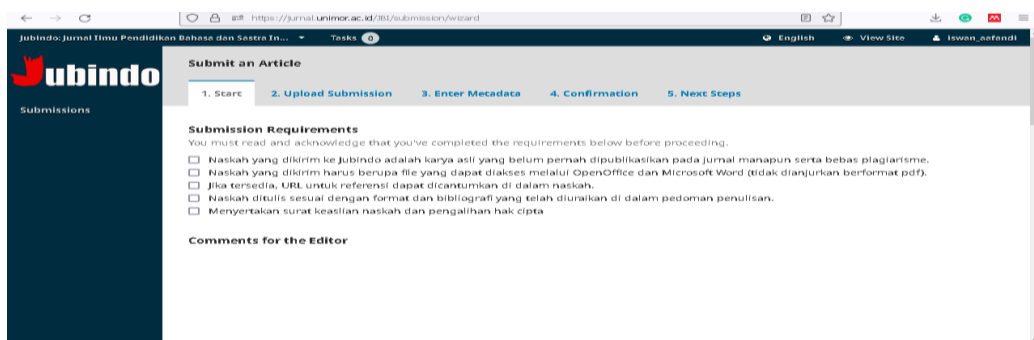 https://jurnal.unimor.ac.id/JBI/submission/wizard
Jubindo: Jurnal Ilmu Pendidikan Bahasa dan Sastra In... Tasks 0 English View Site iswan_aafandi
Jubindo
Submissions
Submit an Article
1. Start 2. Upload Submission 3. Enter Metadata 4. Confirmation 5. Next Steps
Submission Requirements
You must read and acknowledge that you've completed the requirements below before proceeding.
Naskah yang dikirim ke Jubindo adalah karya asli yang belum pernah dipublikasikan pada jurnal manapun serta bebas plagiarisme.
Naskah yang dikirim harus berupa file yang dapat diakses melalui OpenOffice dan Microsoft Word (tidak dianjurkan berformat pdf).
Jika tersedia, URL untuk referensi dapat dicantumkan di dalam naskah.
Naskah ditulis sesuai dengan format dan bibliografi yang telah diuraikan di dalam pedoman penulisan.
Menyertakan surat keaslian naskah dan pengalihan hak cipta
Comments for the Editor